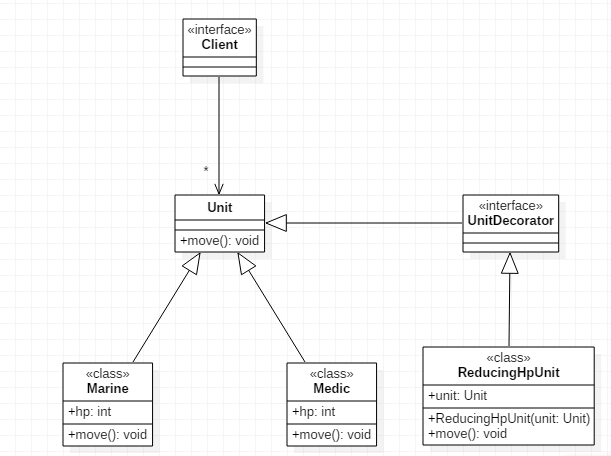 «interface»
Client
*
Unit
+move(): void
«interface»
UnitDecorator
«class»
Marine
+hp: int
+move(): void
«class»
Medic
+hp: int
+move(): void
«class»
ReducingHpUnit
+unit: Unit
+ReducingHpUnit(unit: Unit)
+move(): void